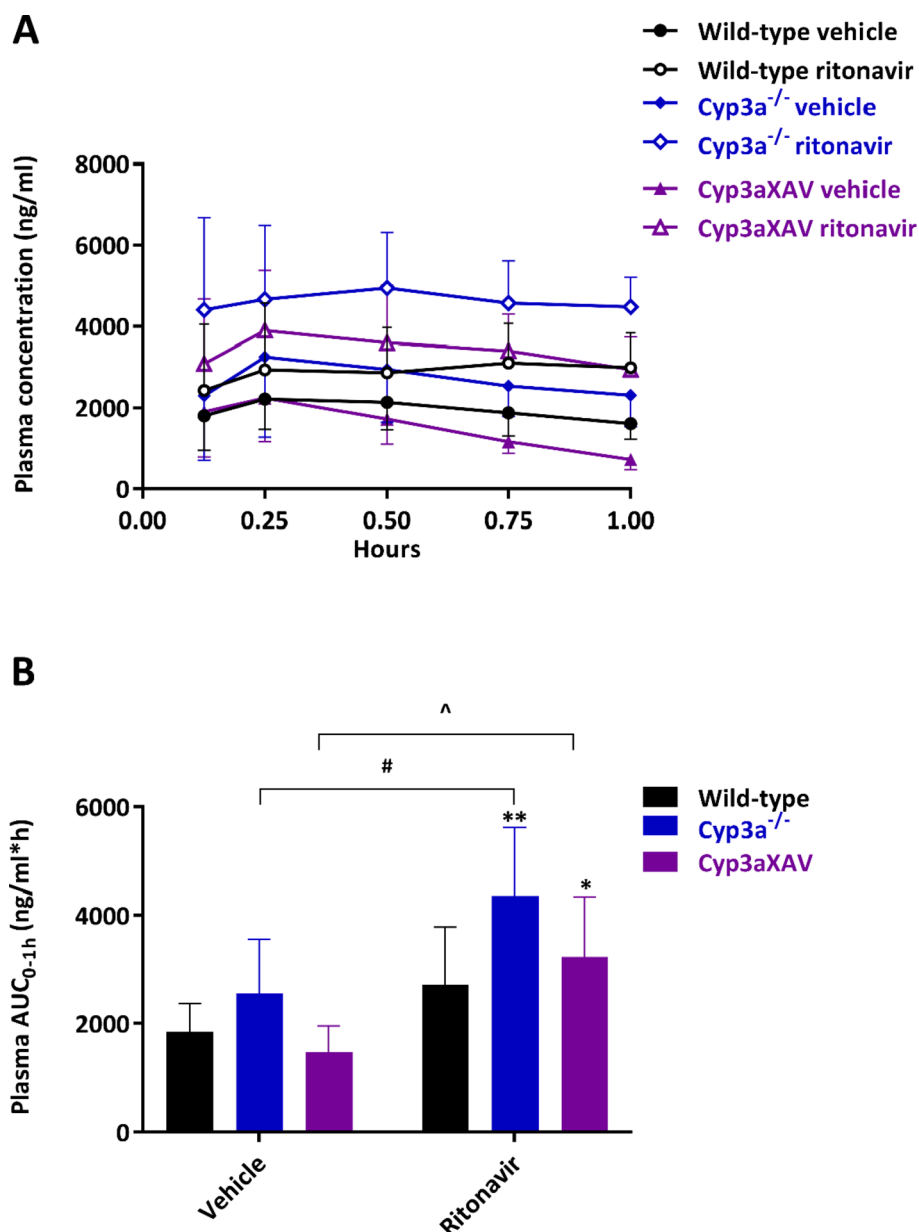 A
Wild-type vehicle
Wild-type ritonavir
Cyp3a-/- vehicle
Cyp3a-/- ritonavir
Cyp3aXAV vehicle
Cyp3aXAV ritonavir
Plasma concentration (ng/ml)
8000
6000
4000
2000
0
0.00 0.25 0.50 0.75 1.00
Hours
B
^
#
** 
*
Wild-type
Cyp3a-/-
Cyp3aXAV
Plasma AUC0-1h (ng/ml*h)
6000
4000
2000
0
Vehicle Ritonavir